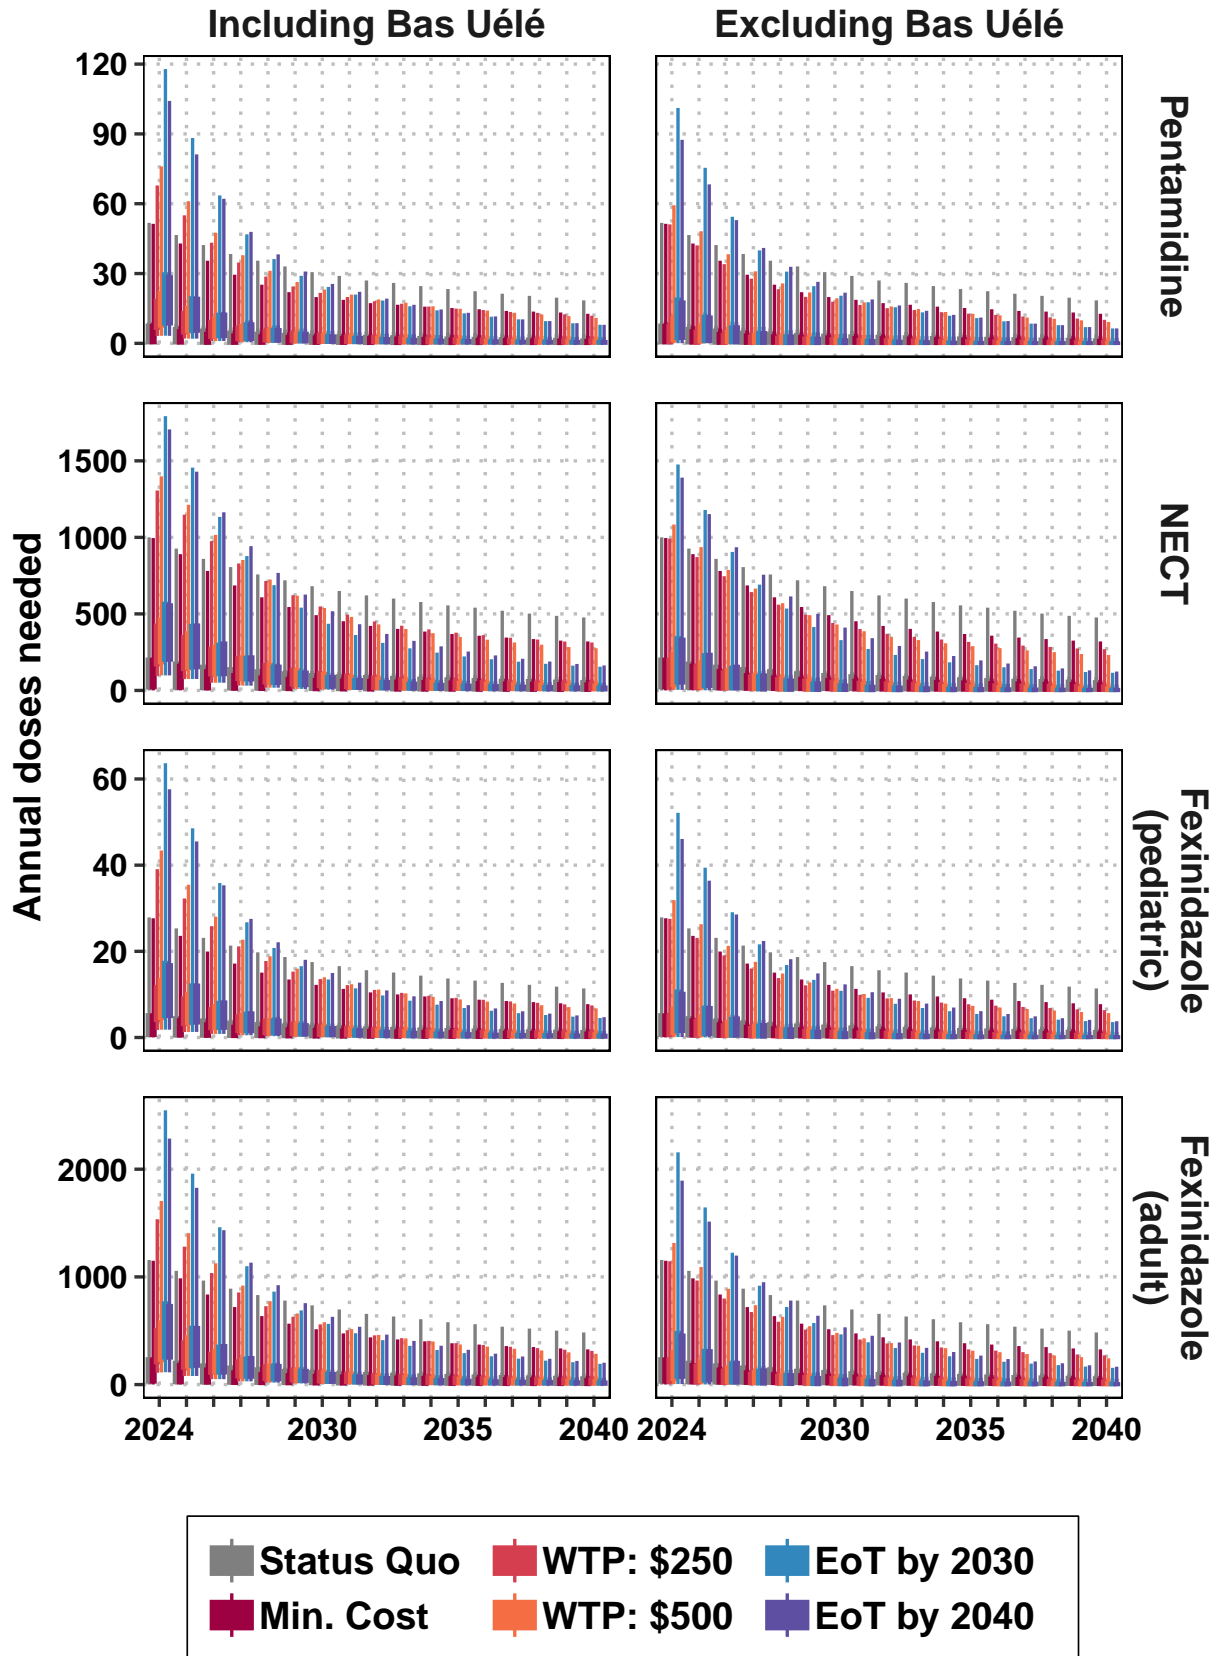 Including Bas Uélé
Excluding Bas Uélé
Annual doses needed
120
90
60
30
0
Pentamidine
1500
1000
500
0
NECT
60
40
20
0
Fexinidazole
(pediatric)
2000
1000
0
Fexinidazole
(adult)
2024 2030 2035 2040
2024 2030 2035 2040
Status Quo WTP: $250 EoT by 2030
Min. Cost WTP: $500 EoT by 2040